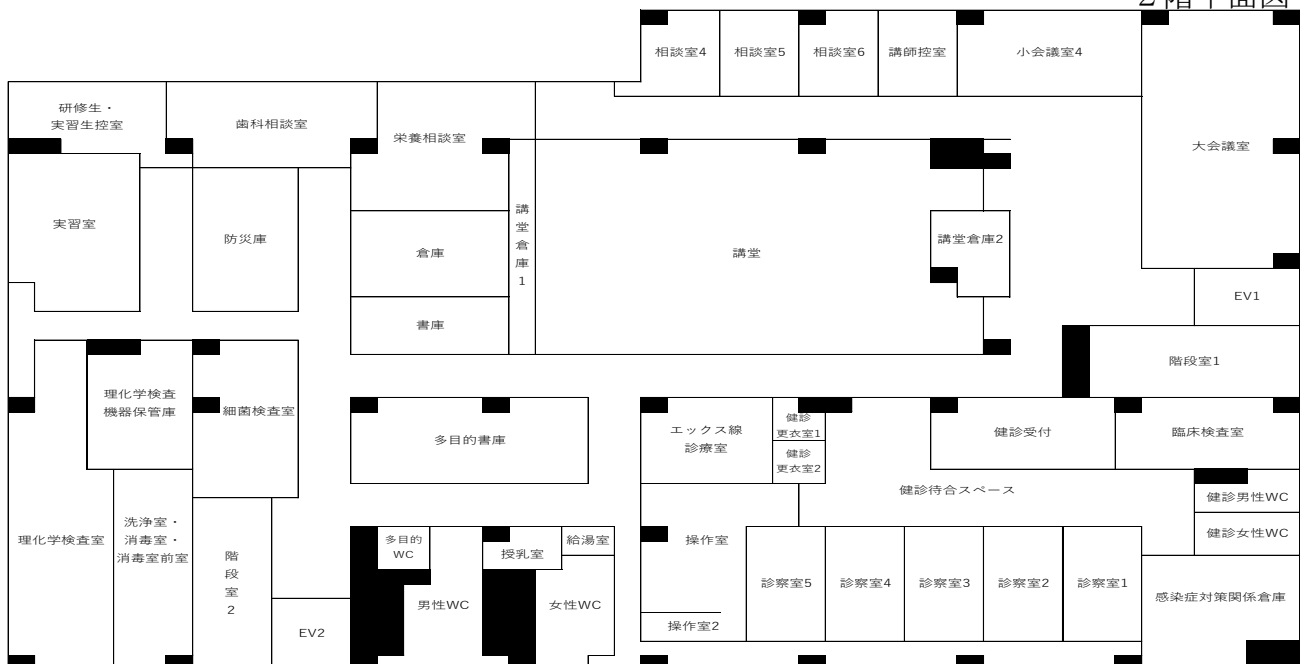 2階平面図
相談室4
相談室5
相談室6
講師控室
小会議室4
研修生・
実習生控室
歯科相談室
栄養相談室
大会議室
実習室
防災庫
倉庫
講堂倉庫1
講堂
講堂倉庫2
書庫
EV1
階段室1
理化学検査
機器保管庫
細菌検査室
多目的書庫
エックス線
診療室
健診
更衣室1
健診
更衣室2
健診受付
臨床検査室
健診待合スペース
健診男性WC
健診女性WC
理化学検査室
洗浄室・
消毒室・
消毒室前室
階段室2
EV2
多目的
WC
男性WC
授乳室
給湯室
女性WC
操作室
操作室2
診察室5
診察室4
診察室3
診察室2
診察室1
感染症対策関係倉庫